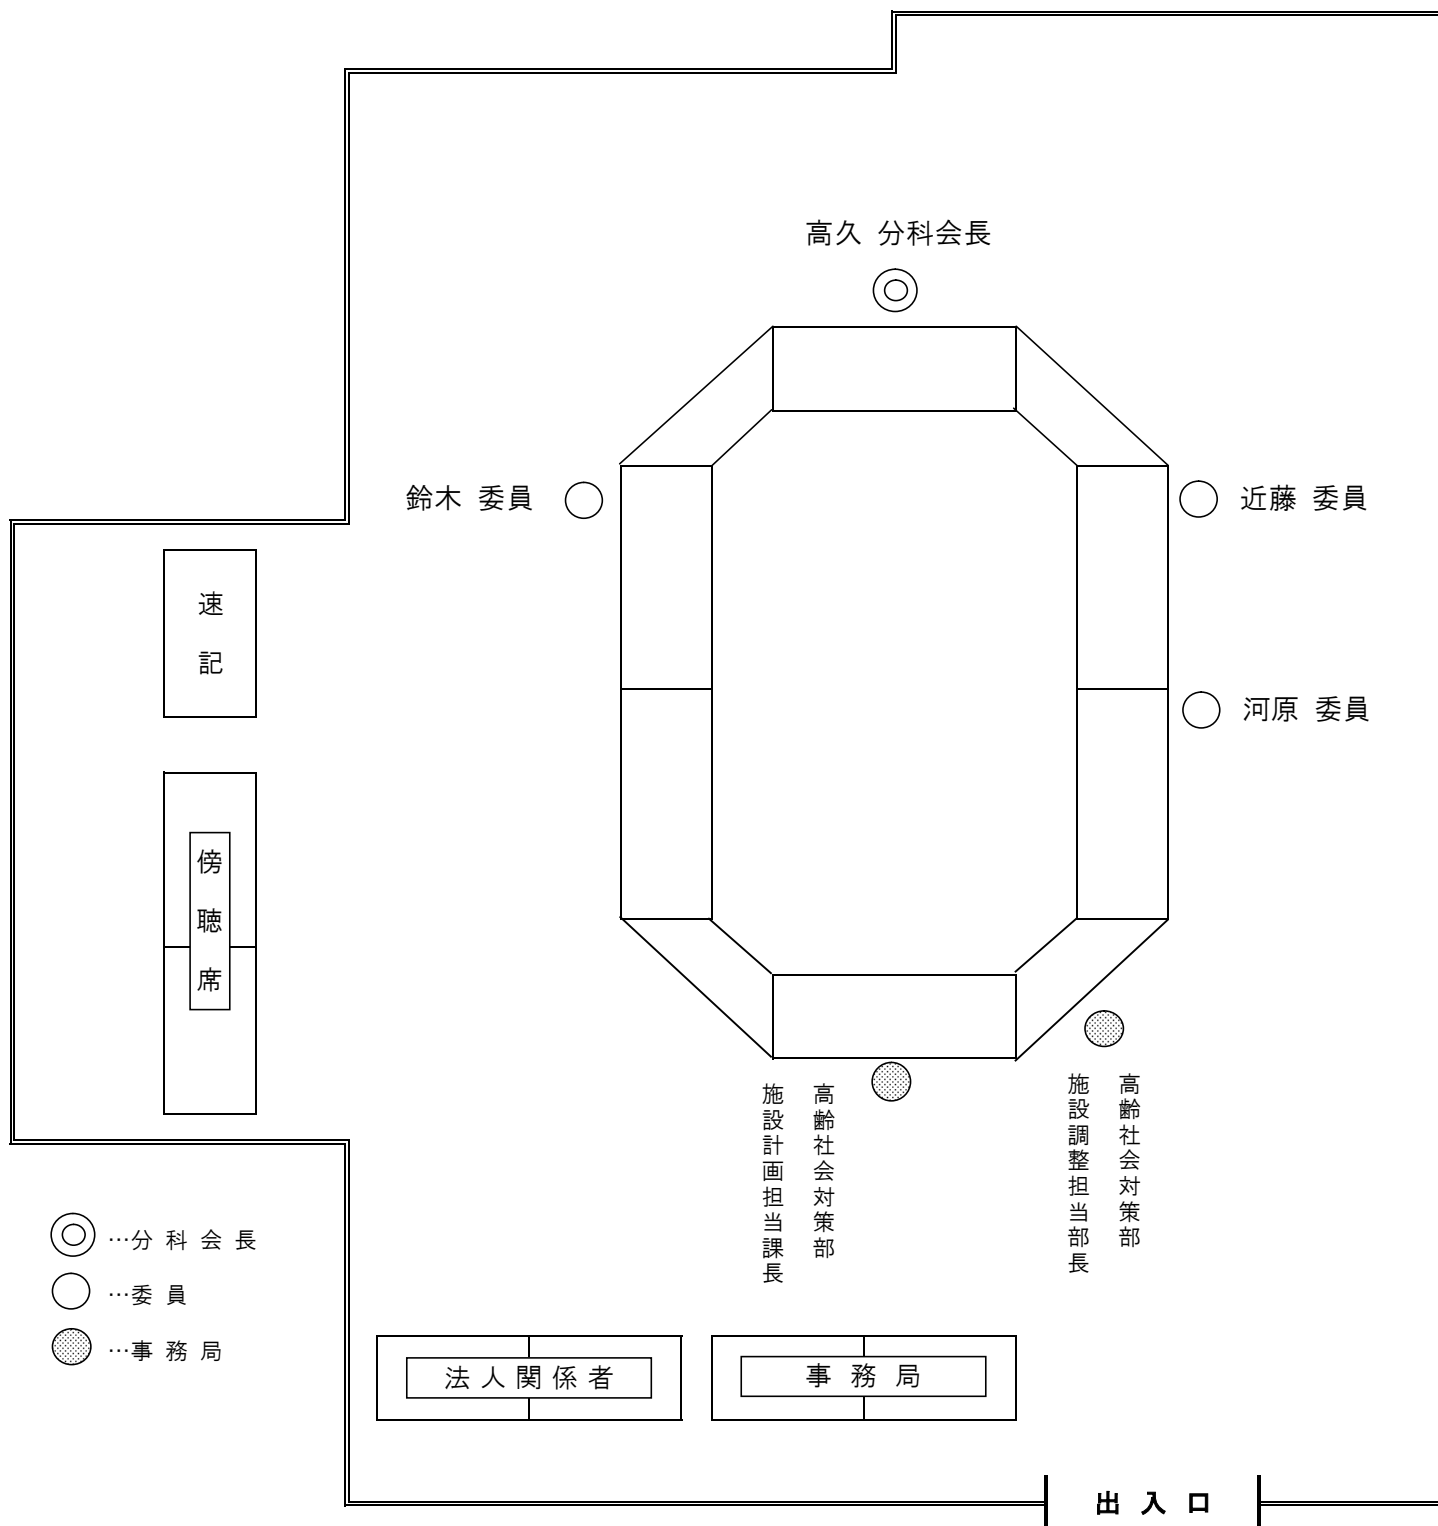 高久 分科会長
鈴木 委員
近藤 委員
速記
河原 委員
傍聴席
高齢社会対策部
施設計画担当課長
高齢社会対策部
施設調整担当部長
…分科会長
…委員
…事務局
法人関係者
事務局
出入口